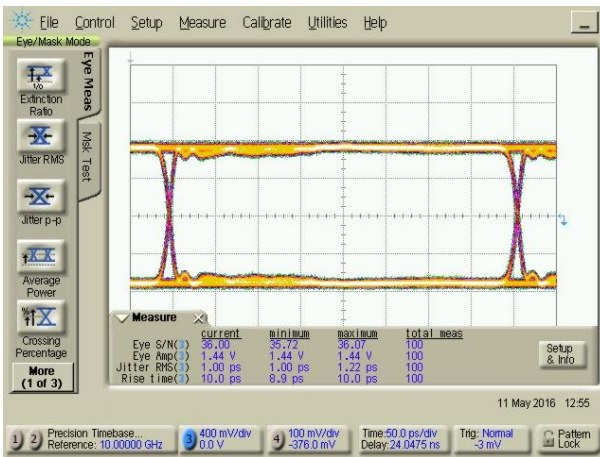 File Control Setup Measure Calibrate Utilities Help
Eye/Mask Mode
Eye Meas
Msk Test
Extinction
Ratio
Jitter RMS
Jitter p-p
Average
Power
Crossing
Percentage
More
(1 of 3)
Measure
current minimum maximum total meas
Eye S/N(3) 36.00 35.72 36.07 100
Eye Amp(3) 1.44 V 1.44 V 1.44 V 100
Jitter RMS(3) 1.00 ps 1.00 ps 1.22 ps 100
Rise time(3) 10.0 ps 8.9 ps 10.0 ps 100
Setup
& Info
11 May 2016 12:55
1 2 Precision Timebase...
Reference: 10.00000 GHz
3 400 mV/div
0.0 V
4 100 mV/div
-376.0 mV
Time:50.0 ps/div
Delay:24.0475 ns
Trig: Normal
-3 mV
Pattern
Lock